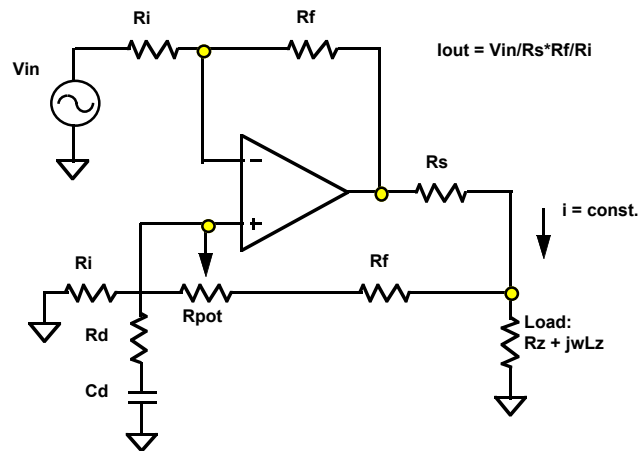 Ri
Rf
Iout = Vin/Rs*Rf/Ri
Vin
−
Rs
+
i = const.
Ri
Rf
Rpot
Rd
Load:
Rz + jwLz
Cd